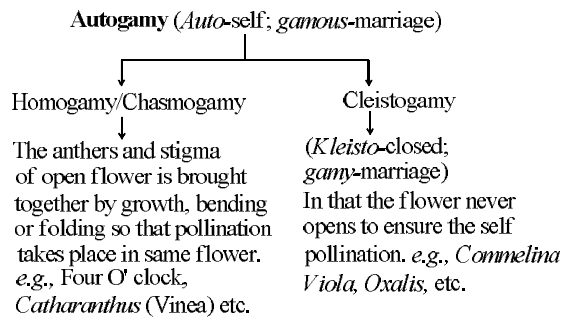 Autogamy (Auto-self; gamous-marriage)
Homogamy/Chasmogamy
The anthers and stigma
of open flower is brought
together by growth, bending
or folding so that pollination
takes place in same flower.
e.g., Four O' clock,
Catharanthus (Vinea) etc.
Cleistogamy
(Kleisto-closed;
gamy-marriage)
In that the flower never
opens to ensure the self
pollination. e.g., Commelina
Viola, Oxalis, etc.